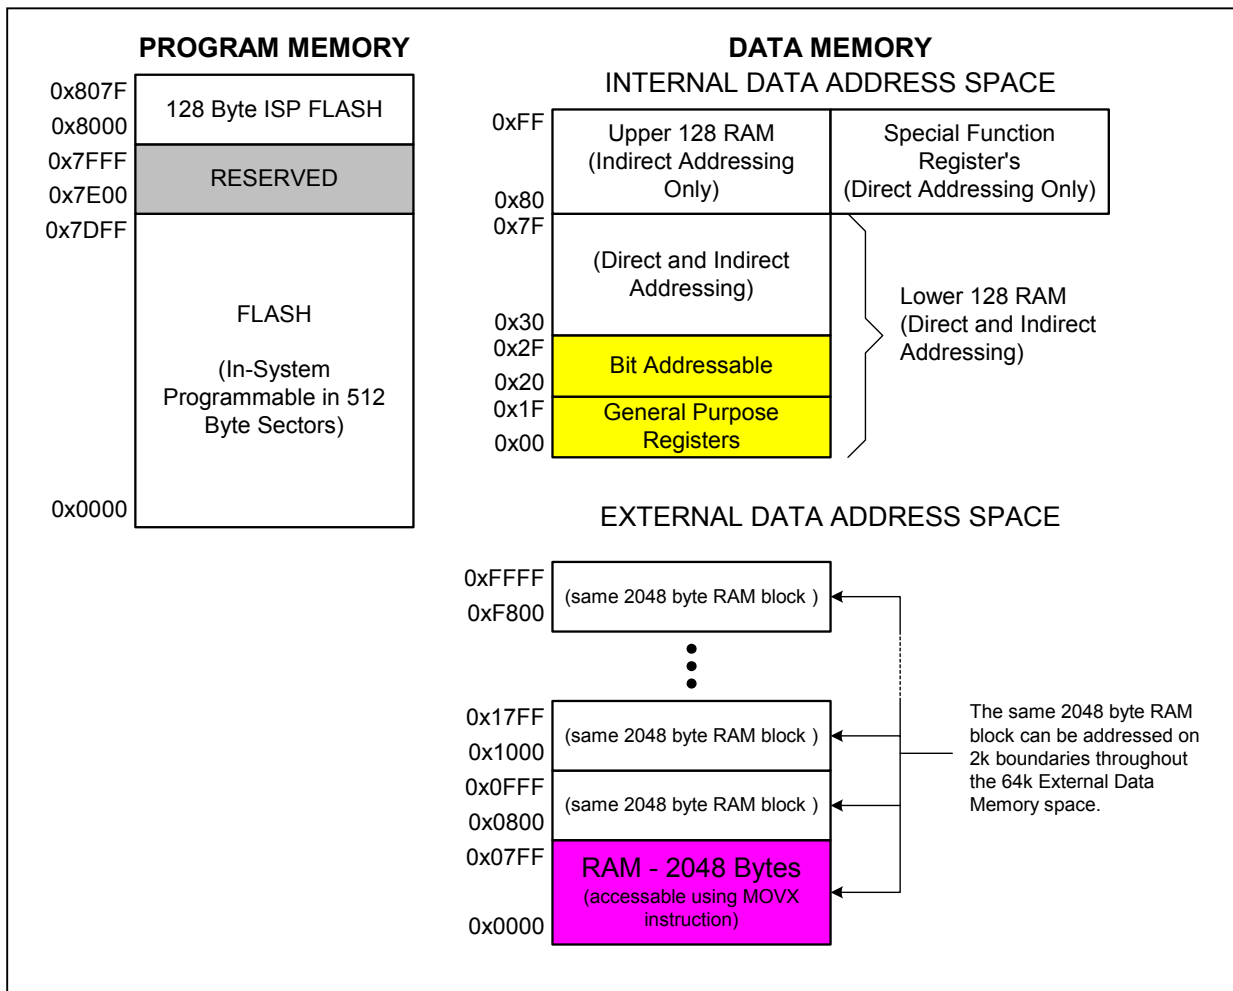 PROGRAM MEMORY
0x807F
0x8000
128 Byte ISP FLASH
0x7FFF
0x7E00
RESERVED
0x7DFF
FLASH
(In-System
Programmable in 512
Byte Sectors)
0x0000
DATA MEMORY
INTERNAL DATA ADDRESS SPACE
0xFF
0x80
Upper 128 RAM
(Indirect Addressing
Only)
Special Function
Register's
(Direct Addressing Only)
0x7F
(Direct and Indirect
Addressing)
0x30
0x2F
Bit Addressable
0x20
0x1F
General Purpose
Registers
0x00
Lower 128 RAM
(Direct and Indirect
Addressing)
EXTERNAL DATA ADDRESS SPACE
0xFFFF
(same 2048 byte RAM block )
0xF800
0x17FF
(same 2048 byte RAM block )
0x1000
0x0FFF
(same 2048 byte RAM block )
0x0800
0x07FF
RAM - 2048 Bytes
(accessable using MOVX
instruction)
0x0000
The same 2048 byte RAM
block can be addressed on
2k boundaries throughout
the 64k External Data
Memory space.